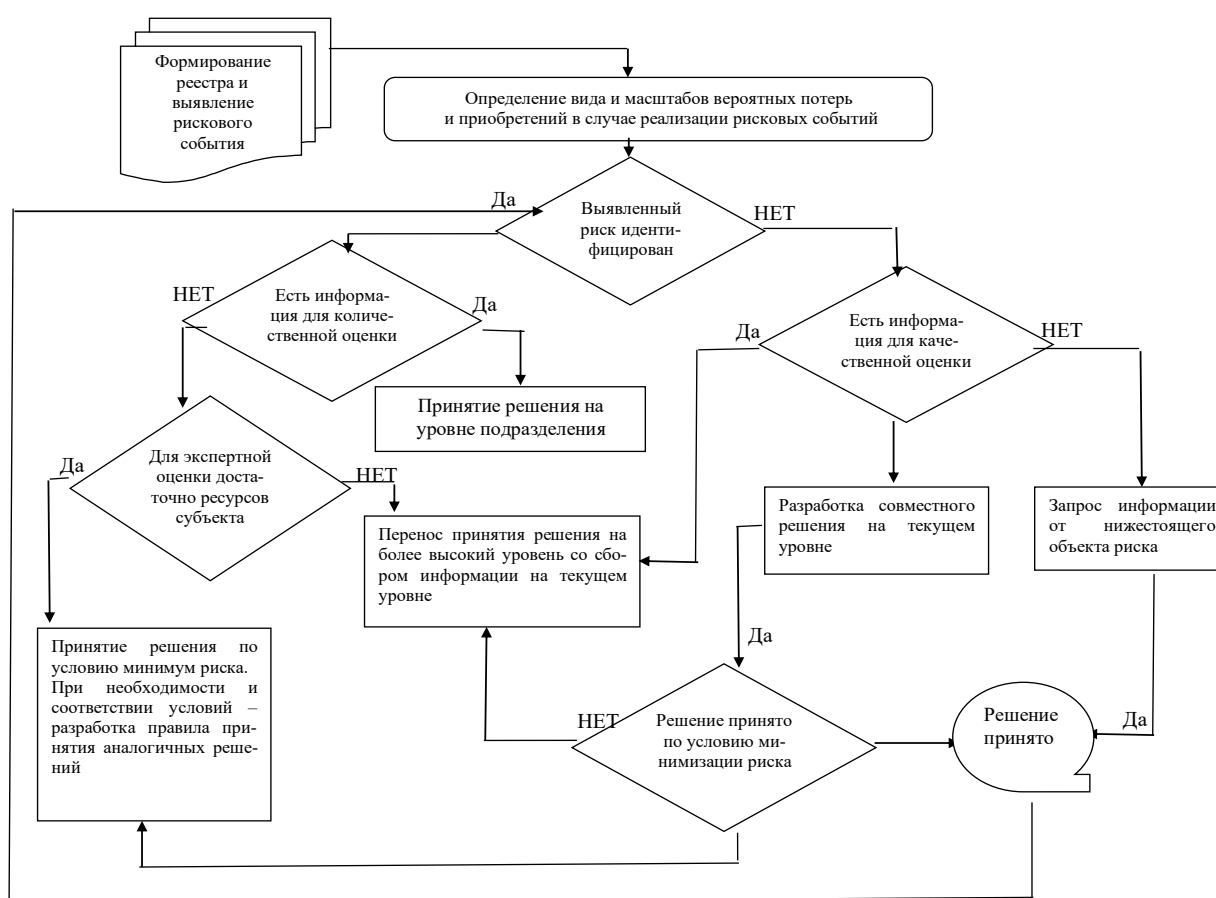 Формирование
реестра и
выявление
рискового
события
Определение вида и масштабов вероятных потерь
и приобретений в случае реализации рисковых событий
Да
Выявленный
риск иденти-
фицирован
НЕТ
НЕТ
Есть информа-
ция для количе-
ственной оценки
Да
Да
Есть информа-
ция для каче-
ственной оценки
НЕТ
Принятие решения на
уровне подразделения
Да
Для экспертной
оценки доста-
точно ресурсов
субъекта
НЕТ
Перенос принятия решения на
более высокий уровень со сбо-
ром информации на текущем
уровне
Разработка совместного
решения на текущем
уровне
Запрос информации
от нижестоящего
объекта риска
Принятие решения по
условию минимум риска.
При необходимости и
соответствии условий –
разработка правила при-
нятия аналогичных реше-
ний
Да
НЕТ
Решение принято
по условию ми-
нимизации риска
Решение
принято
Да